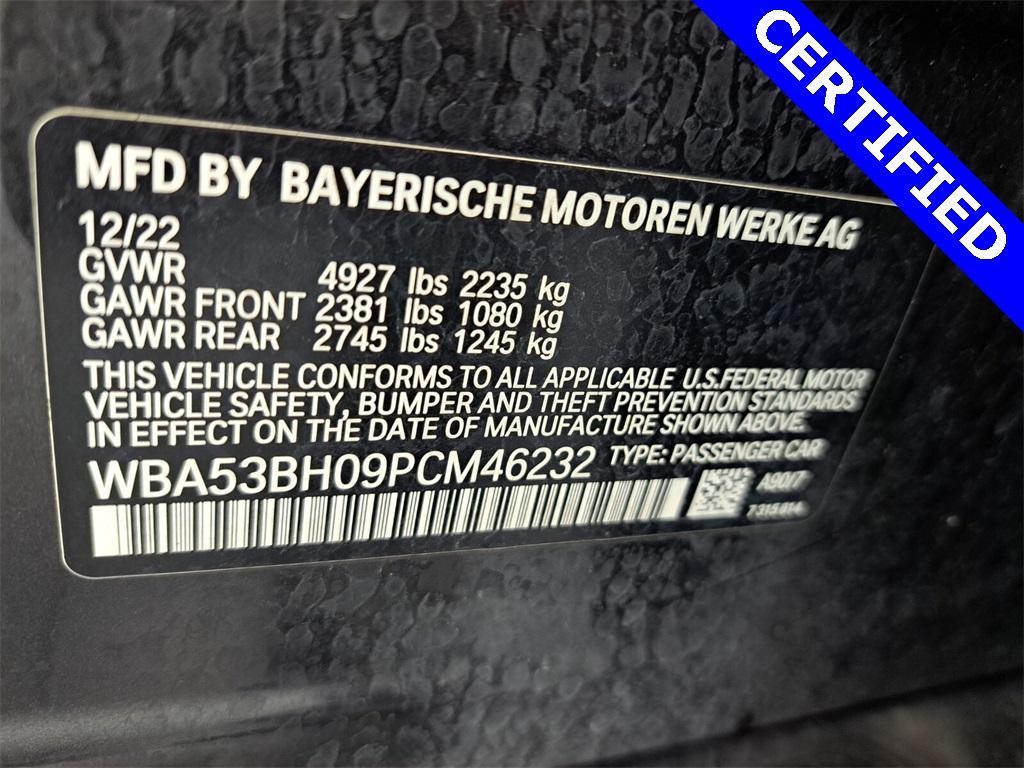 CERTIFIED
MFD BY BAYERISCHE MOTOREN WERKE AG
12/22
GVWR 4927 lbs 2235 kg
GAWR FRONT 2381 lbs 1080 kg
GAWR REAR 2745 lbs 1245 kg
THIS VEHICLE CONFORMS TO ALL APPLICABLE U.S.FEDERAL MOTOR
VEHICLE SAFETY, BUMPER AND THEFT PREVENTION STANDARDS
IN EFFECT ON THE DATE OF MANUFACTURE SHOWN ABOVE.
WBA53BH09PCM46232 TYPE: PASSENGER CAR
A90/7